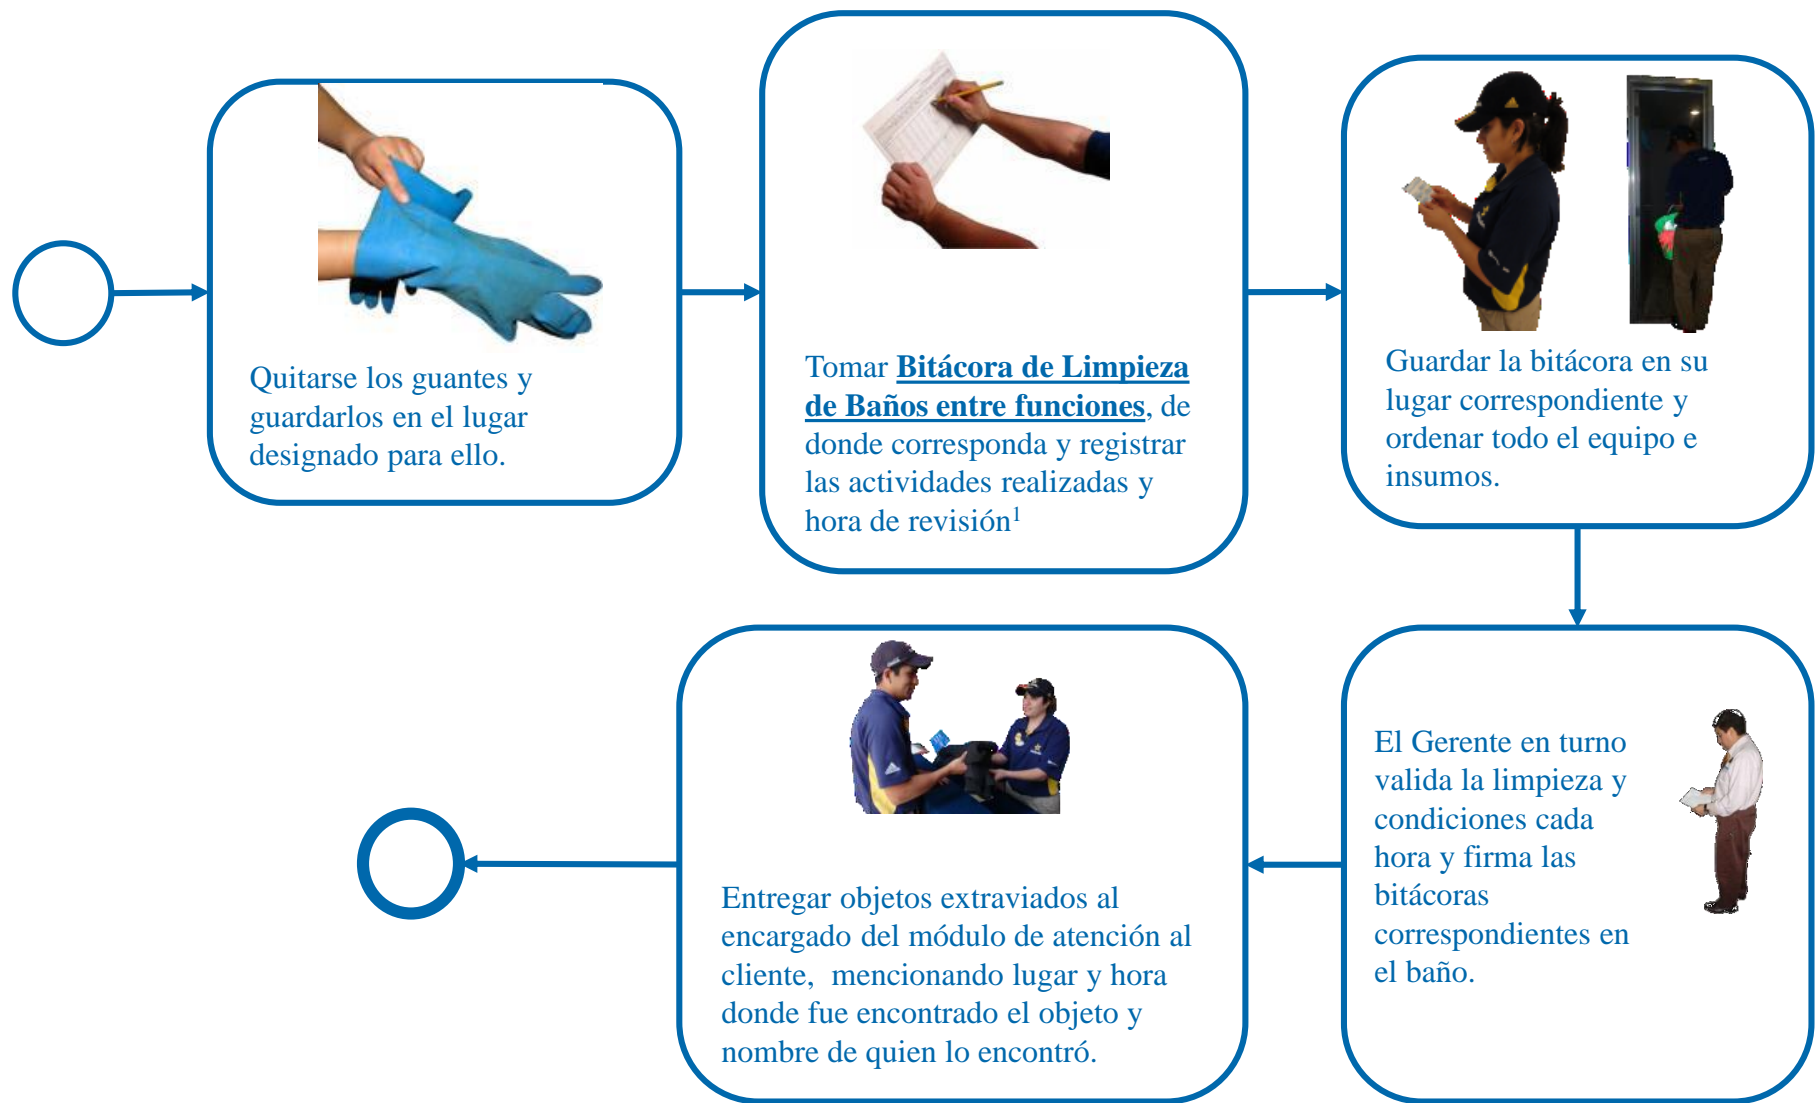 Quitarse los guantes y
guardarlos en el lugar
designado para ello.
Tomar Bitácora de Limpieza
de Baños entre funciones, de
donde corresponda y registrar
las actividades realizadas y
hora de revisión¹
Guardar la bitácora en su
lugar correspondiente y
ordenar todo el equipo e
insumos.
El Gerente en turno
valida la limpieza y
condiciones cada
hora y firma las
bitácoras
correspondientes en
el baño.
Entregar objetos extraviados al
encargado del módulo de atención al
cliente, mencionando lugar y hora
donde fue encontrado el objeto y
nombre de quien lo encontró.